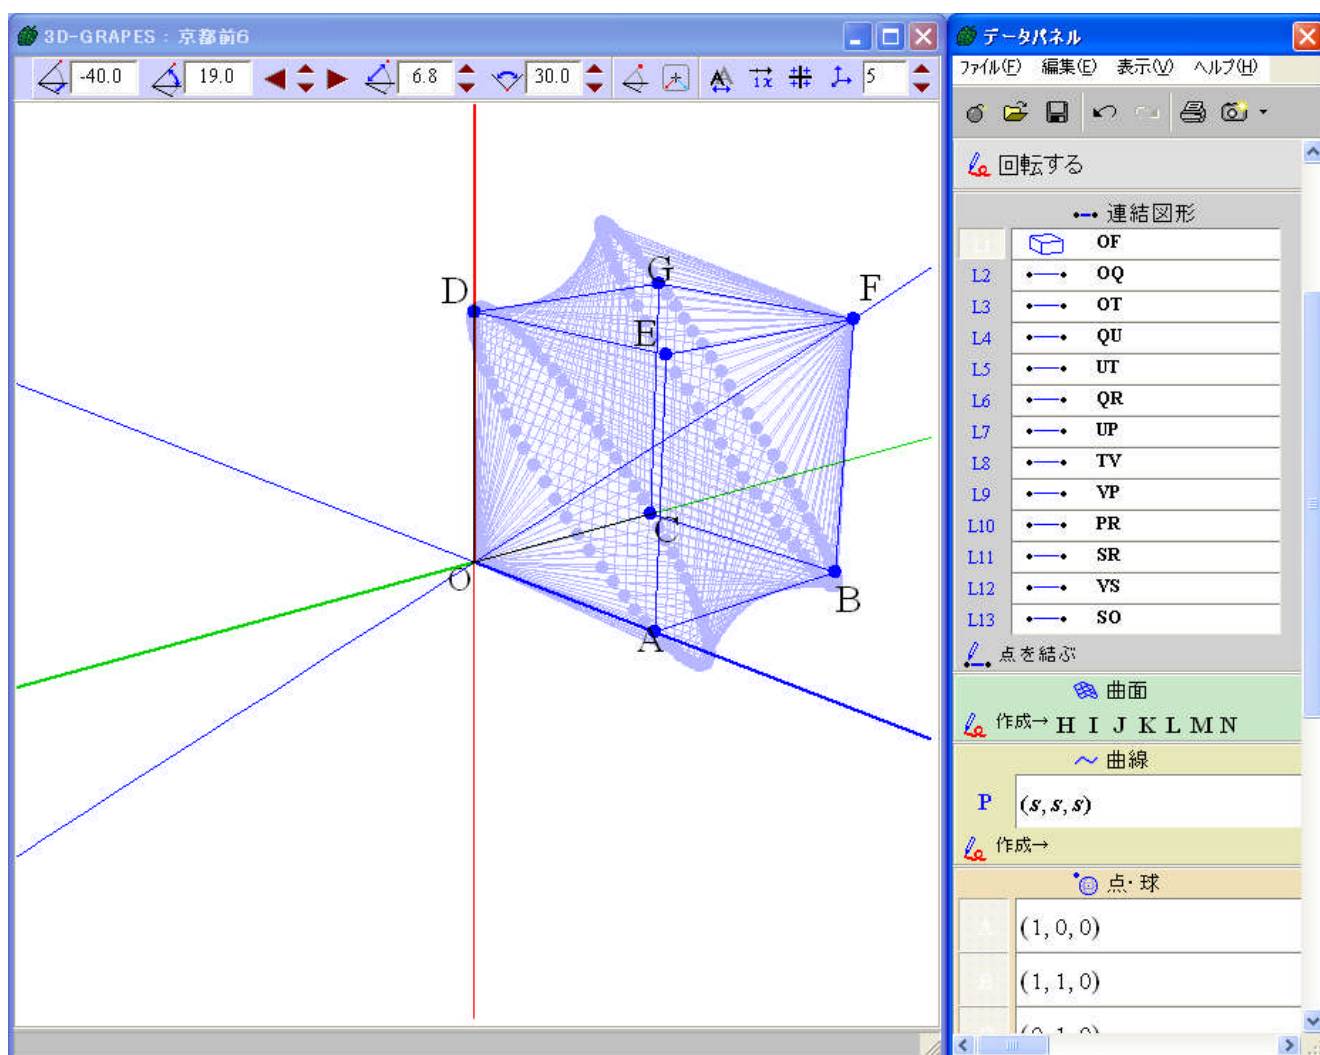 3D-GRAPES : 京都前6
-40.0 19.0 6.8 30.0 1x 5
D
G
E
F
C
O
A
B
データパネル
ファイル(F) 編集(E) 表示(V) ヘルプ(H)
回転する
連結図形
OF
L2 OQ
L3 OT
L4 QU
L5 UT
L6 QR
L7 UP
L8 TV
L9 VP
L10 PR
L11 SR
L12 VS
L13 SO
点を結ぶ
曲面
作成→ H I J K L M N
曲線
P (s, s, s)
作成→
点・球
A (1, 0, 0)
B (1, 1, 0)
(0, 1, 0)